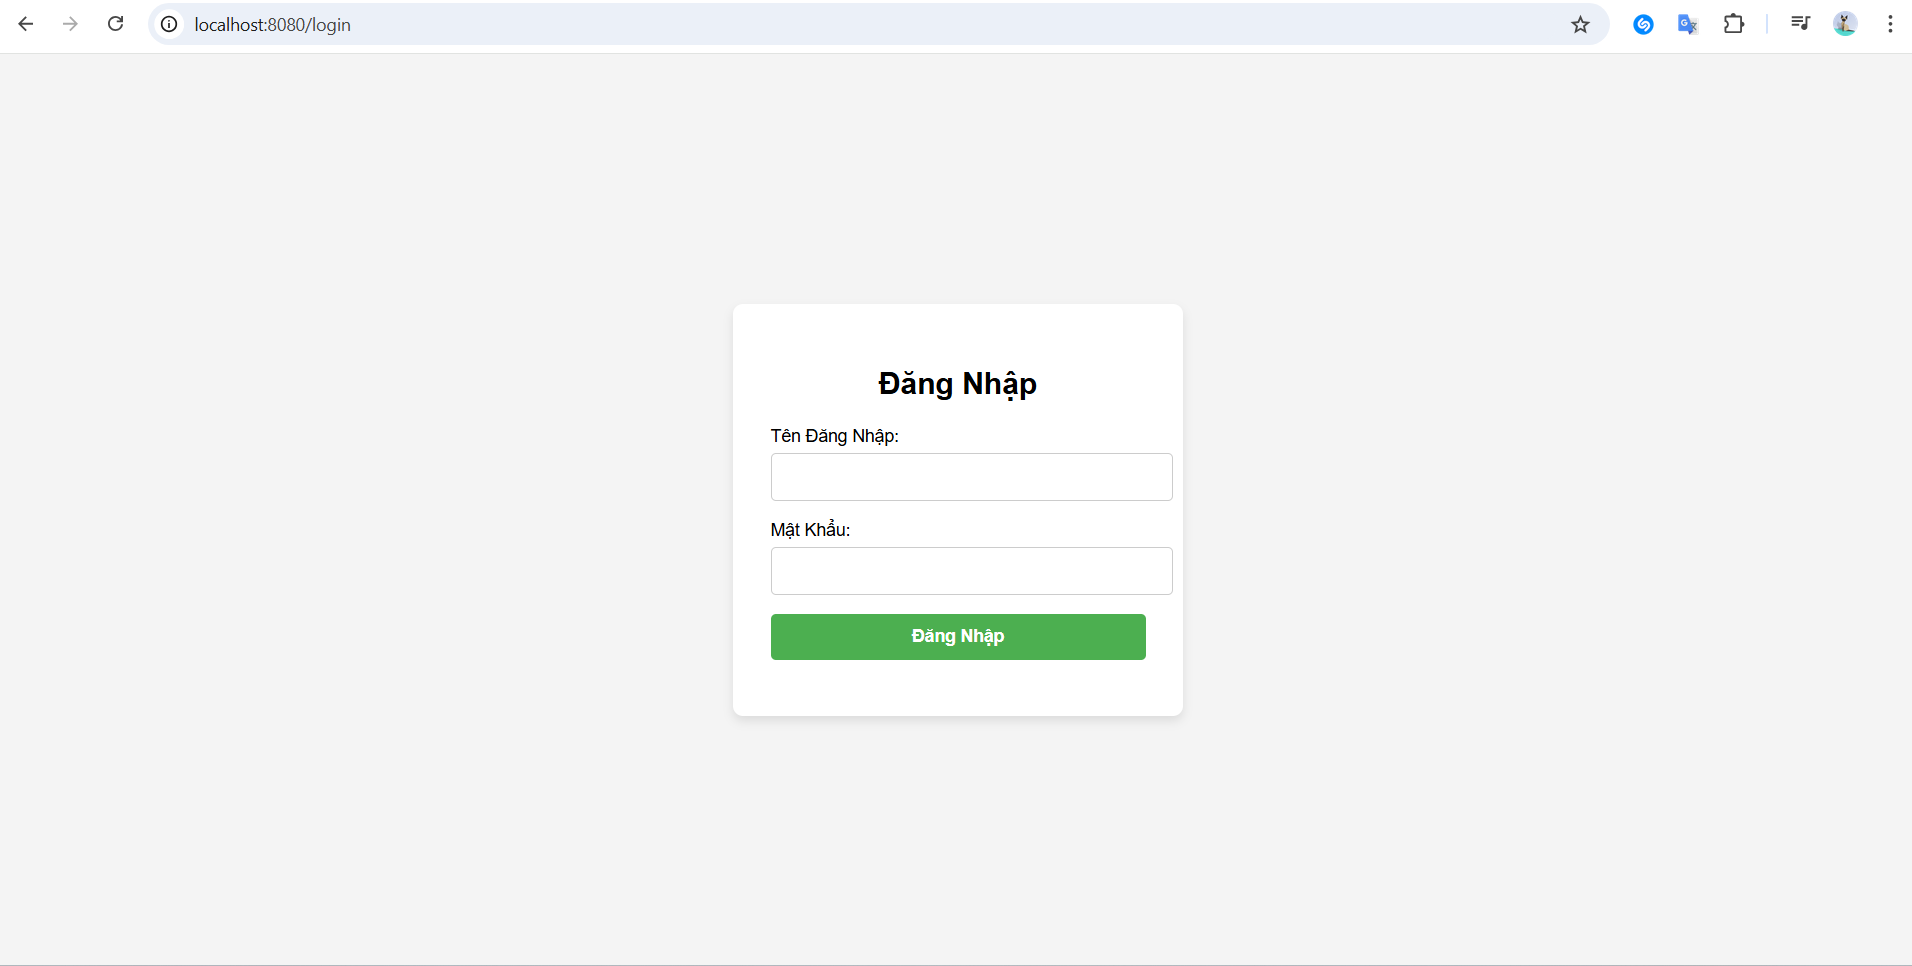 localhost:8080/login
Đăng Nhập
Tên Đăng Nhập:
Mật Khẩu:
Đăng Nhập